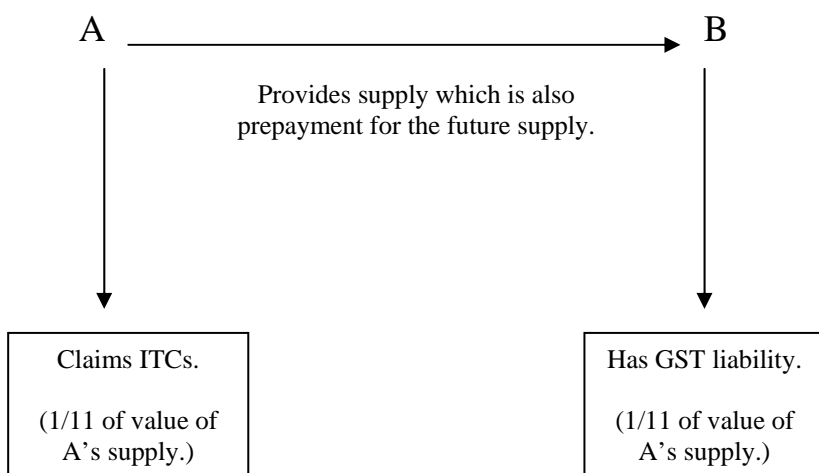 A
B
Provides supply which is also
prepayment for the future supply.
Claims ITCs.
(1/11 of value of
A's supply.)
Has GST liability.
(1/11 of value of
A's supply.)